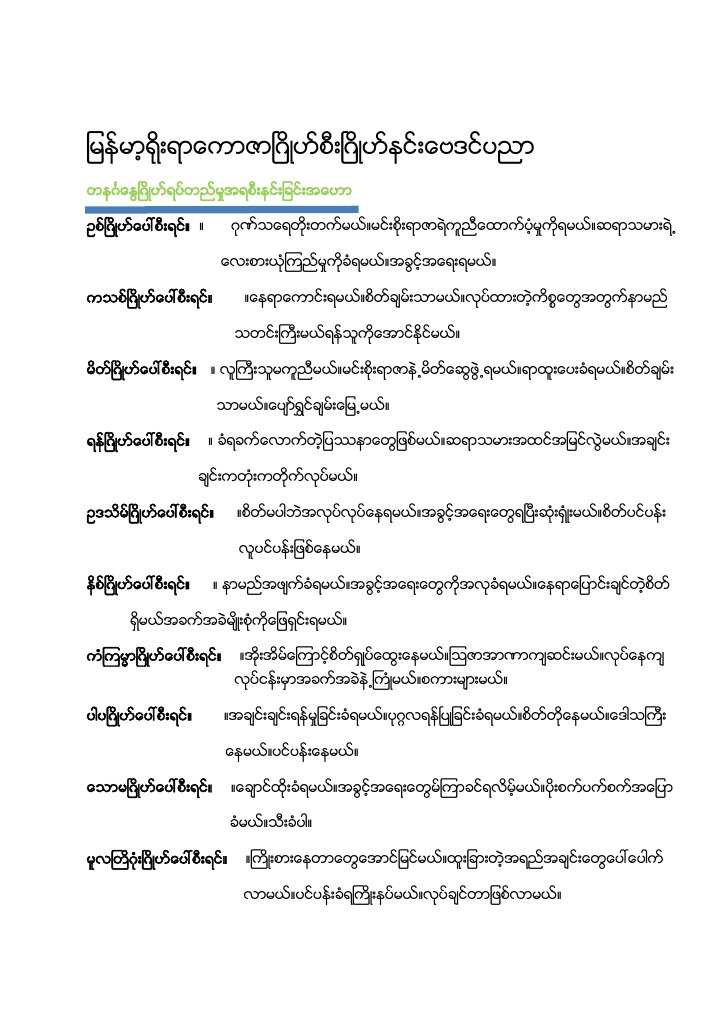 မြန်မာ့ရိုးရာကောဇာဂြိုဟ်စီးဂြိုဟ်နင်းဗေဒင်ပညာ
တနင်္ဂနွေဂြိုဟ်ရပ်တည်မှုအရစီးနင်းခြင်းအဟော
ဥစ်ဂြိုဟ်ပေါ်စီးရင်။ ။ ဂုဏ်သရေတိုးတက်မယ်။မင်းစိုးရာဇာရဲကူညီထောက်ပံ့မှုကိုရမယ်။ဆရာသမားရဲ့
လေးစားယုံကြည်မှုကိုခံရမယ်။အခွင့်အရေးရမယ်။
ကသစ်ဂြိုဟ်ပေါ်စီးရင်။ ။နေရာကောင်းရမယ်။စိတ်ချမ်းသာမယ်။လုပ်ထားတဲ့ကိစ္စတွေအတွက်နာမည်
သတင်းကြီးမယ်ရန်သူကိုအောင်နိုင်မယ်။
မိတ်ဂြိုဟ်ပေါ်စီးရင်။ ။ လူကြီးသူမကူညီမယ်။မင်းစိုးရာဇာနဲ့မိတ်ဆွေဖွဲ့ရမယ်။ရာထူးပေးခံရမယ်။စိတ်ချမ်း
သာမယ်။ပျော်ရွှင်ချမ်းမြေ့မယ်။
ရန်ဂြိုဟ်ပေါ်စီးရင်။ ။ ခံရခက်လောက်တဲ့ပြဿနာတွေဖြစ်မယ်။ဆရာသမားအထင်အမြင်လွဲမယ်။အချင်း
ချင်းကတုံးကတိုက်လုပ်မယ်။
ဥဒသိမ်ဂြိုဟ်ပေါ်စီးရင်။ ။စိတ်မပါဘဲအလုပ်လုပ်နေရမယ်။အခွင့်အရေးတွေရပြီးဆုံးရှုံးမယ်။စိတ်ပင်ပန်း
လူပင်ပန်းဖြစ်နေမယ်။
နိစ်ဂြိုဟ်ပေါ်စီးရင်။ ။ နာမည်အဖျက်ခံရမယ်။အခွင့်အရေးတွေကိုအလုခံရမယ်။နေရာပြောင်းချင်တဲ့စိတ်
ရှိမယ်အခက်အခဲမျိုးစုံကိုဖြေရှင်းရမယ်။
ကံကြမ္မာဂြိုဟ်ပေါ်စီးရင်။ ။အိုးအိမ်ကြောင့်စိတ်ရှုပ်ထွေးနေမယ်။ဩဇာအာဏာကျဆင်းမယ်။လုပ်နေကျ
လုပ်ငန်းမှာအခက်အခဲနဲ့ကြုံမယ်။စကားများမယ်။
ပါပဂြိုဟ်ပေါ်စီးရင်။ ။အချင်းချင်းရန်မှုခြင်းခံရမယ်။ပုဂ္ဂလရန်ပြုခြင်းခံရမယ်။စိတ်တိုနေမယ်။ဒေါသကြီး
နေမယ်။ပင်ပန်းနေမယ်။
သောမဂြိုဟ်ပေါ်စီးရင်။ ။ချောင်ထိုးခံရမယ်။အခွင့်အရေးတွေမ်ကြာခင်ရလိမ့်မယ်။ပိုးစက်ပက်စက်အပြော
ခံမယ်။သီးခံပါ။
မူလတြိဂုံးဂြိုဟ်ပေါ်စီးရင်။ ။ကြိုးစားနေတာတွေအောင်မြင်မယ်။ထူးခြားတဲ့အရည်အချင်းတွေပေါ်ပေါက်
လာမယ်။ပင်ပန်းခံရကြိုးနပ်မယ်။လုပ်ချင်တာဖြစ်လာမယ်။